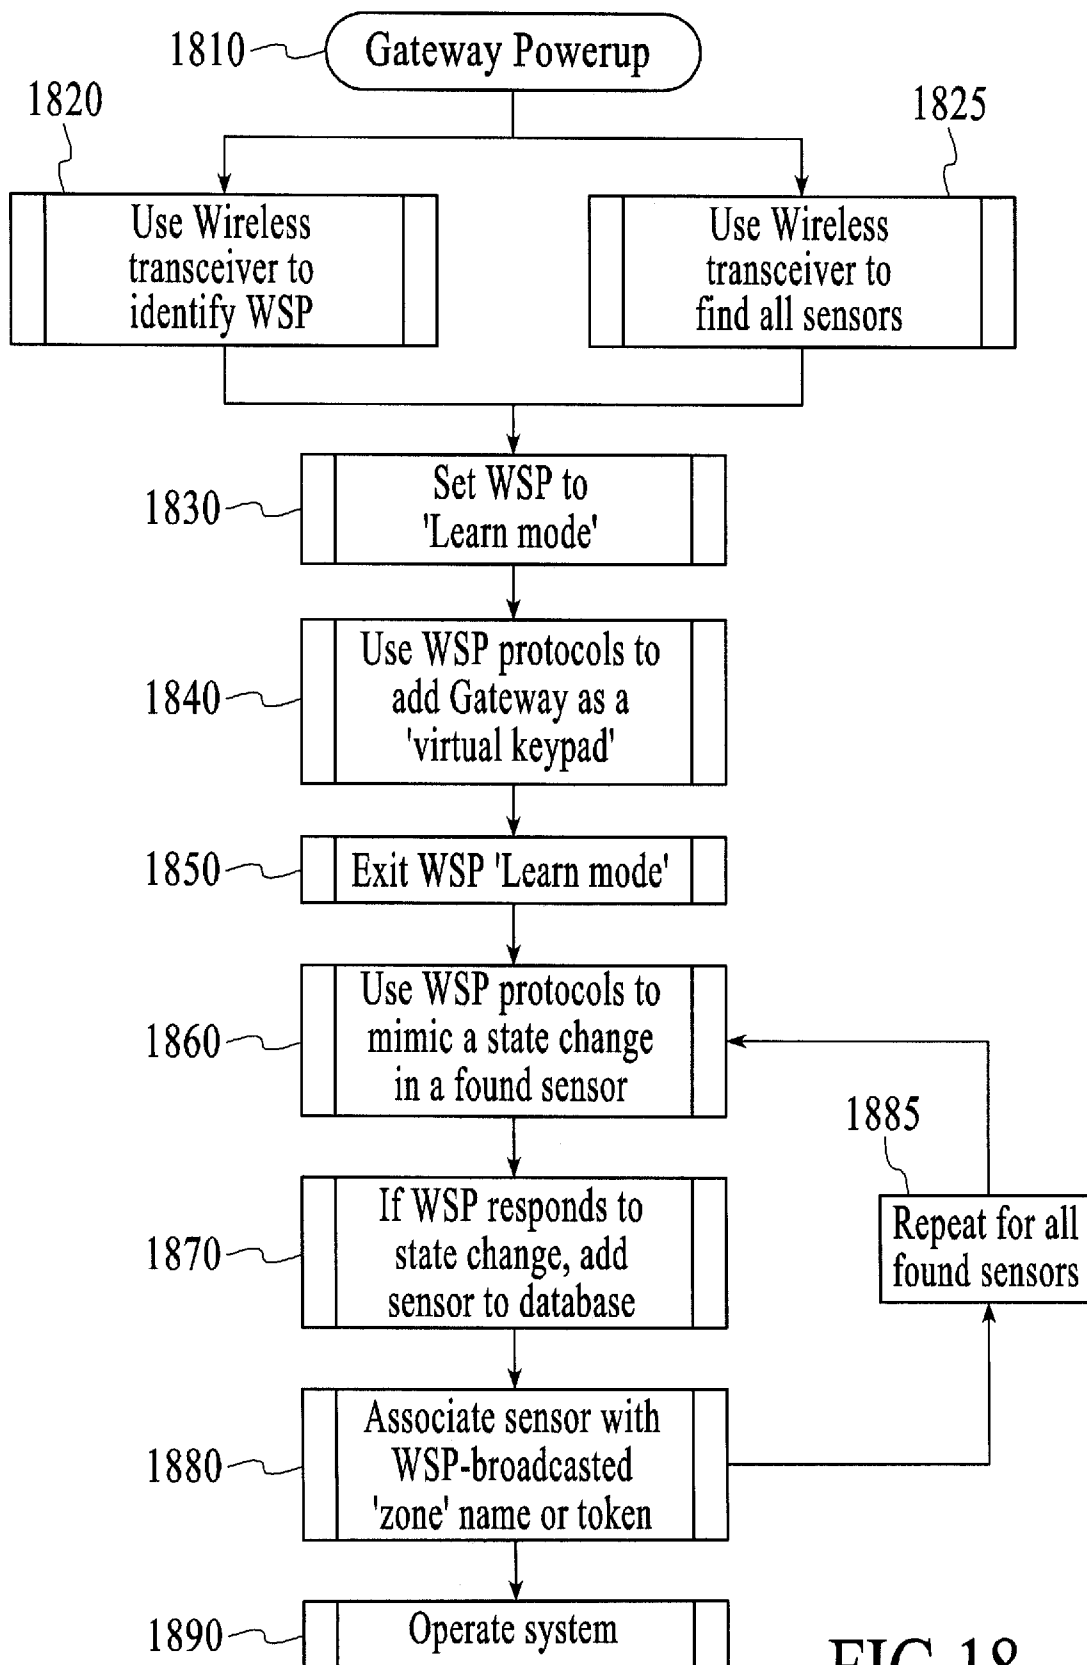 1810
Gateway Powerup
1820
1825
Use Wireless
transceiver to
identify WSP
Use Wireless
transceiver to
find all sensors
1830
Set WSP to
'Learn mode'
1840
Use WSP protocols to
add Gateway as a
'virtual keypad'
1850
Exit WSP 'Learn mode'
1860
Use WSP protocols to
mimic a state change
in a found sensor
1885
Repeat for all
found sensors
1870
If WSP responds to
state change, add
sensor to database
1880
Associate sensor with
WSP-broadcasted
'zone' name or token
1890
Operate system
FIG.18